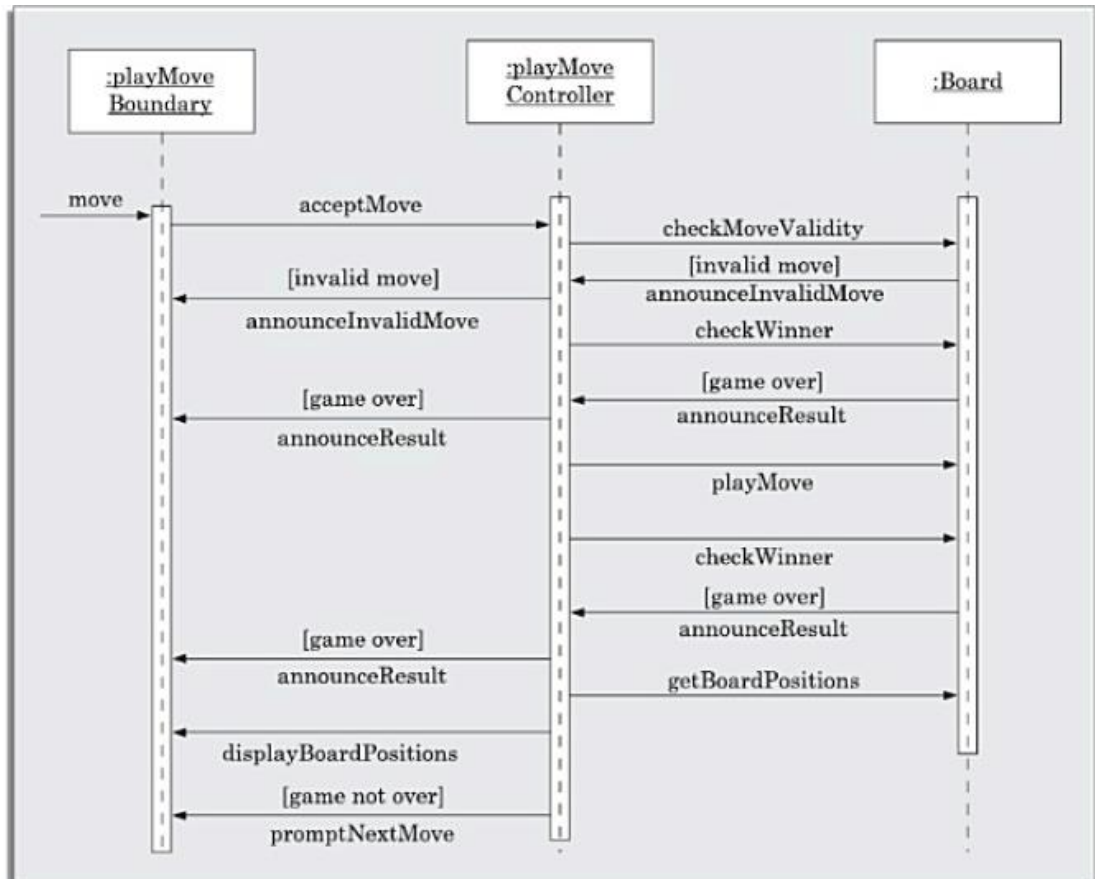 :playMove
Boundary
:playMove
Controller
:Board
move
acceptMove
checkMoveValidity
[invalid move]
announceInvalidMove
[invalid move]
announceInvalidMove
checkWinner
[game over]
announceResult
[game over]
announceResult
playMove
checkWinner
[game over]
announceResult
[game over]
announceResult
getBoardPositions
displayBoardPositions
[game not over]
promptNextMove